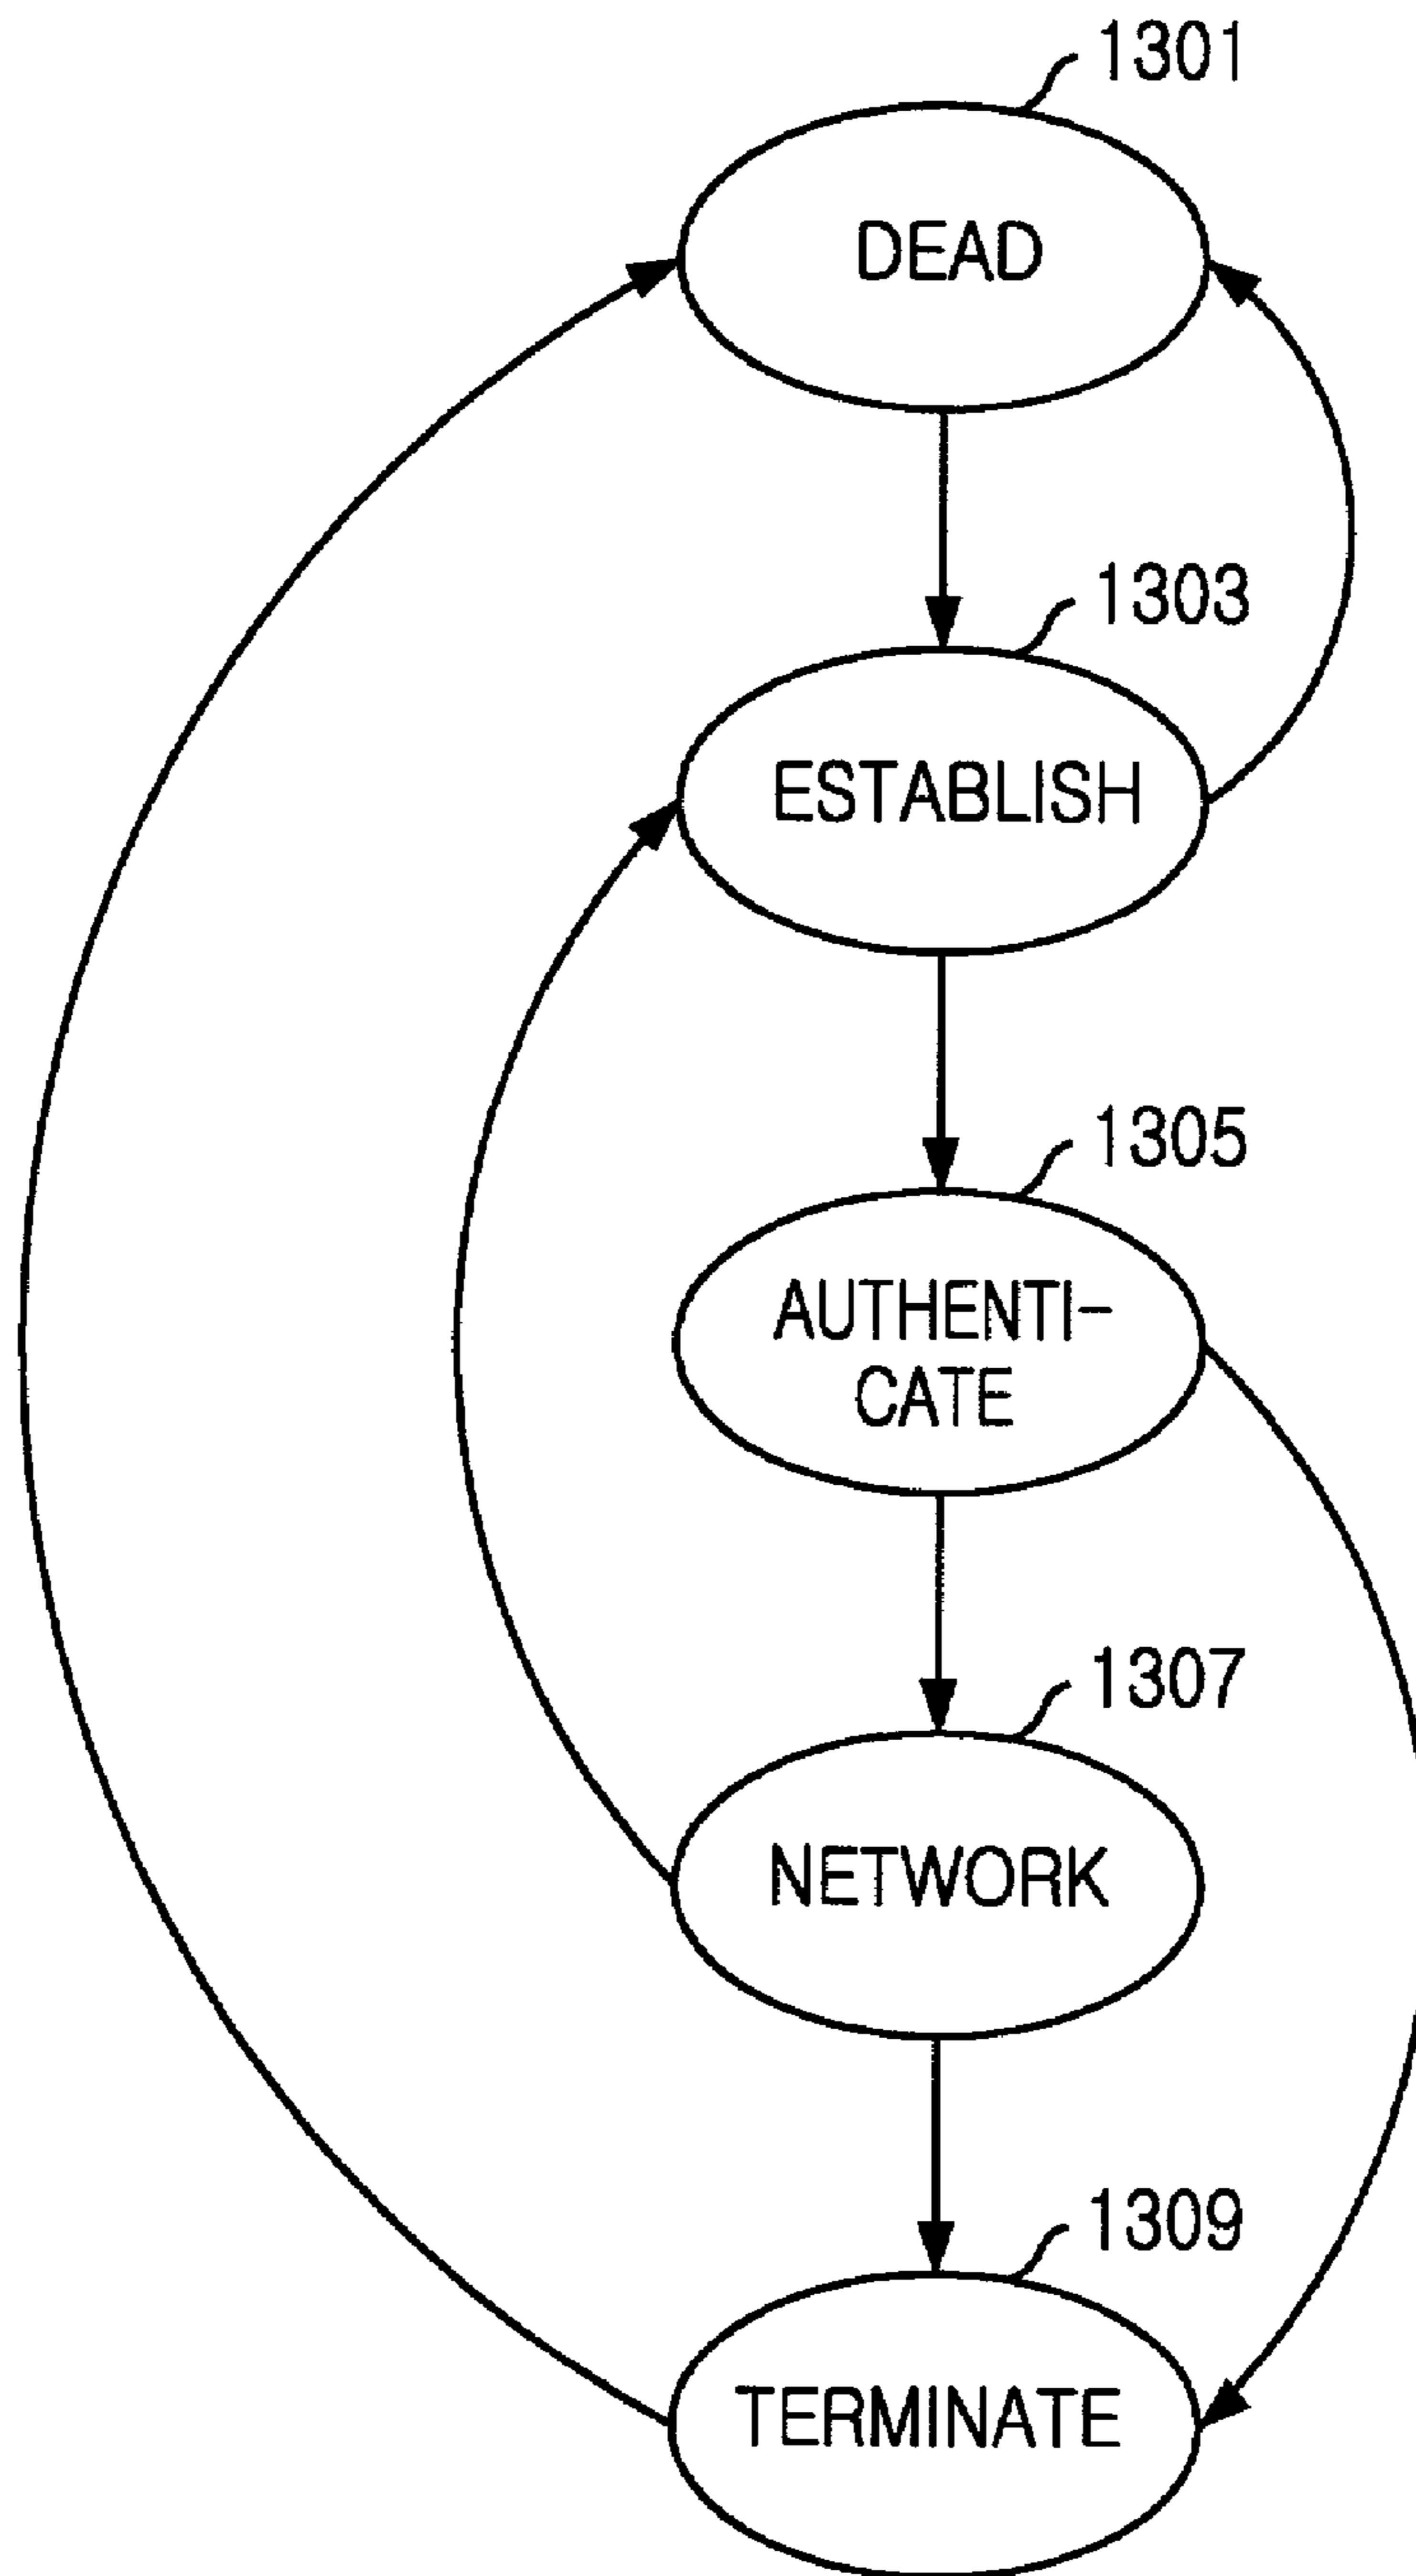 1301
DEAD
1303
ESTABLISH
1305
AUTHENTI-
CATE
1307
NETWORK
1309
TERMINATE